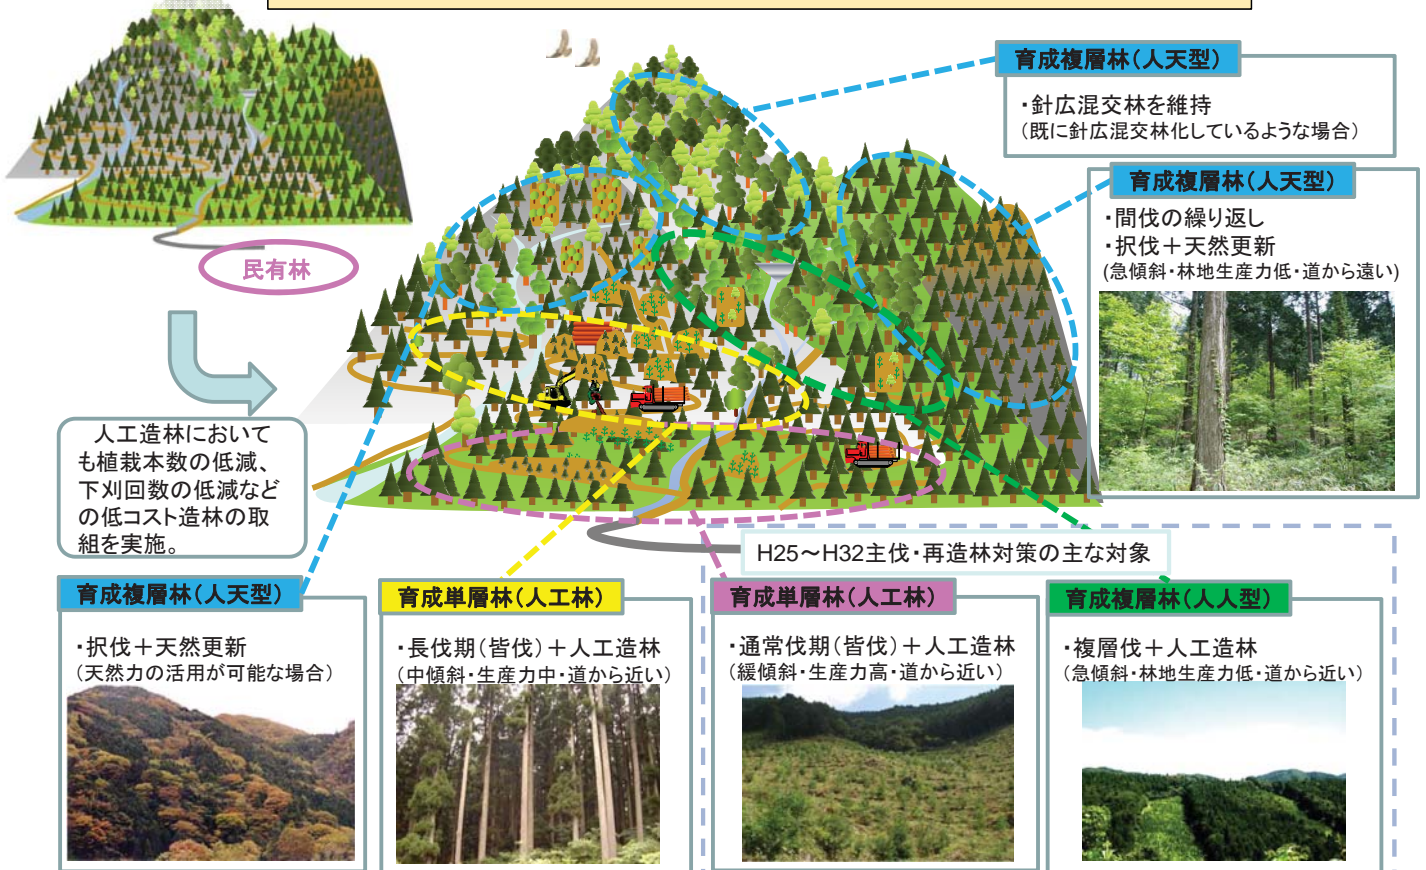 育成複層林(人天型)
・針広混交林を維持
(既に針広混交林化しているような場合)
育成複層林(人天型)
・間伐の繰り返し
・択伐＋天然更新
(急傾斜・林地生産力低・道から遠い)
民有林
人工造林において
も植栽本数の低減、
下刈回数の低減など
の低コスト造林の取
組を実施。
H25～H32主伐・再造林対策の主な対象
育成複層林(人天型)
・択伐＋天然更新
(天然力の活用が可能な場合)
育成単層林(人工林)
・長伐期(皆伐)＋人工造林
(中傾斜・生産力中・道から近い)
育成単層林(人工林)
・通常伐期(皆伐)＋人工造林
(緩傾斜・生産力高・道から近い)
育成複層林(人人型)
・複層伐＋人工造林
(急傾斜・林地生産力低・道から近い)